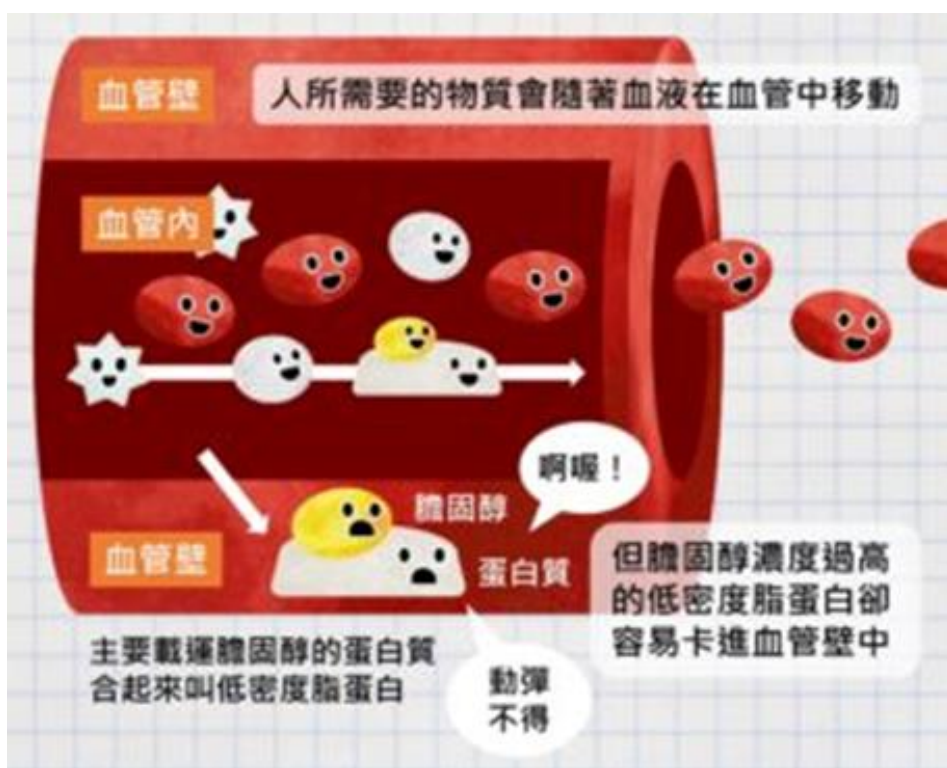 血管壁
人所需要的物質會隨著血液在血管中移動
血管內
啊喔！
膽固醇
血管壁
蛋白質
但膽固醇濃度過高
的低密度脂蛋白卻
容易卡進血管壁中
主要載運膽固醇的蛋白質
合起來叫低密度脂蛋白
動彈
不得